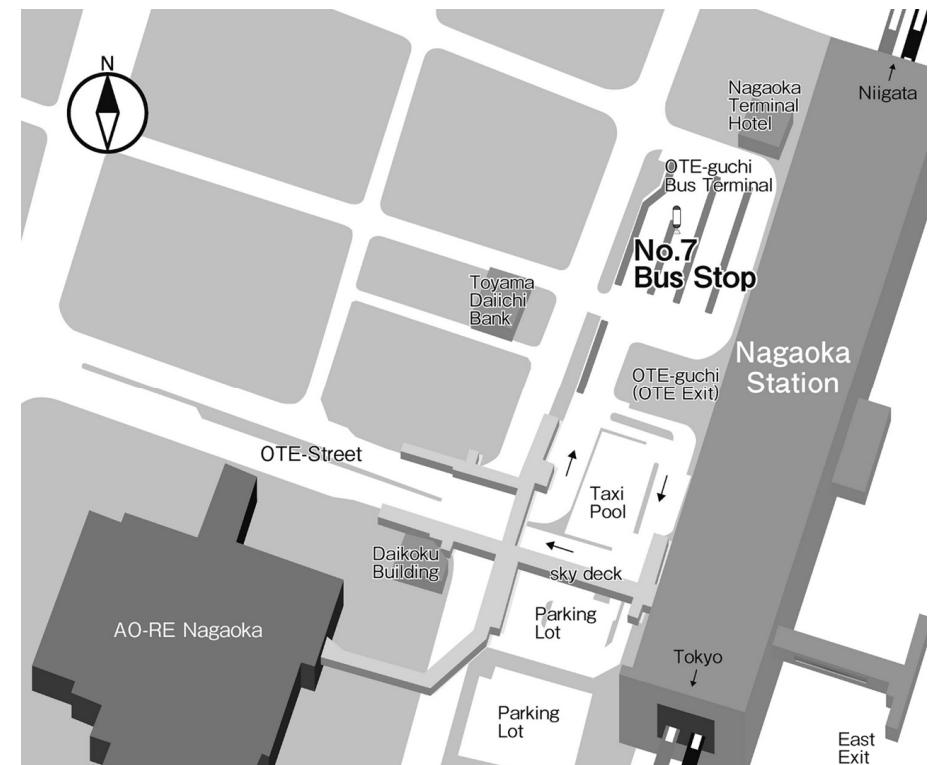 N
Niigata
Nagaoka
Terminal
Hotel
OTE-guchi
Bus Terminal
No.7
Bus Stop
Toyama
Daiichi
Bank
Nagaoka
Station
OTE-guchi
(OTE Exit)
OTE-Street
Taxi
Pool
Daikoku
Building
sky deck
Parking
Lot
AO-RE Nagaoka
Tokyo
Parking
Lot
East
Exit